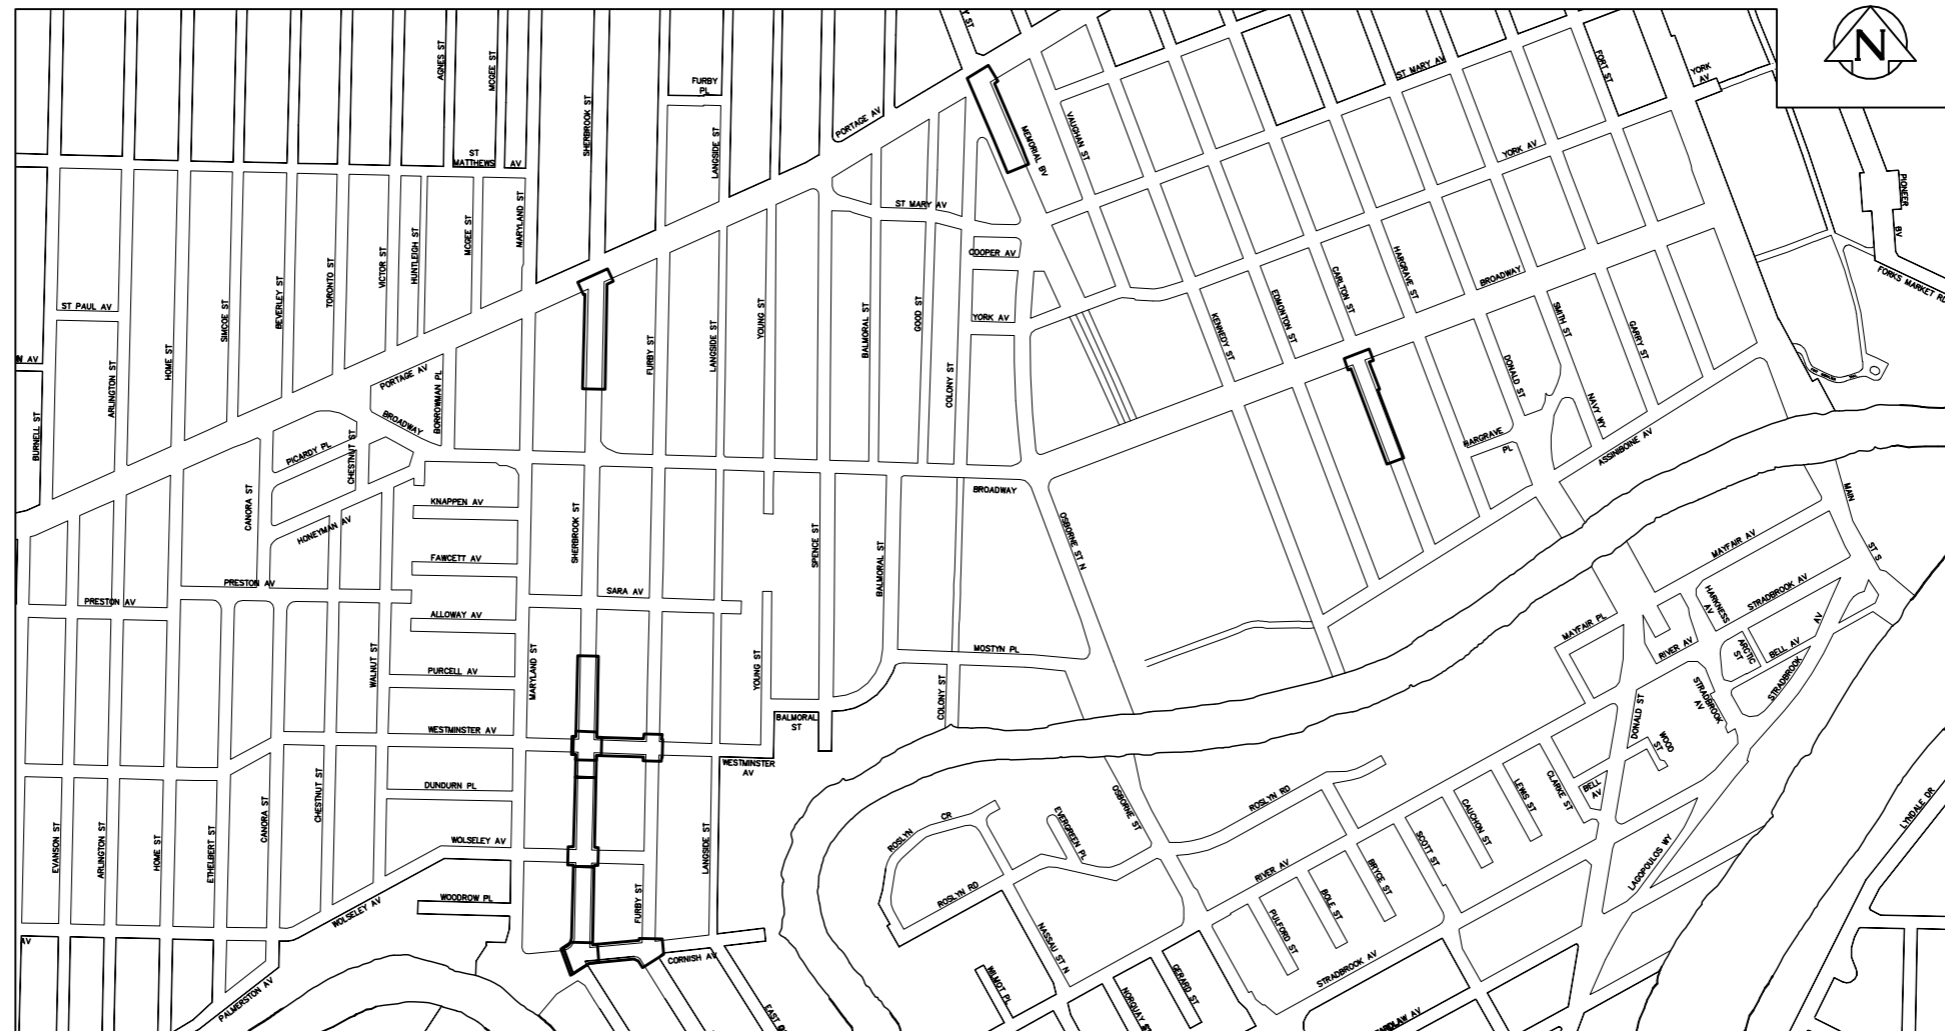 N
AGNES ST
MCGEE ST
FURBY
PL
SHERBROOK ST
LANGSIDE ST
PORTAGE AV
ST MARY AV
FORT ST
YORK
AV
ST
MATTHEWS
AV
MEMORIAL BV
VAUGHAN ST
YORK AV
PIONEER
BV
FORKS MARKET RD
MARYLAND ST
MCGEE ST
HUNTLEIGH ST
VICTOR ST
TORONTO ST
BEVERLEY ST
SIMCOE ST
ST PAUL AV
ST MARY AV
COOPER AV
YORK AV
YOUNG ST
LANGSIDE ST
FURBY ST
BALMORAL ST
GOOD ST
COLONY ST
KENNEDY ST
EDMONTON ST
CARLTON ST
HARGRAVE ST
BROADWAY
SMITH ST
GARRY ST
DONALD ST
NAVY WY
HARGRAVE
PL
ASSINIBOINE AV
HOME ST
ARLINGTON ST
BURNELL ST
PORTAGE AV
BROADWAY
BORROWMAN PL
PICARDY PL
CHESTNUT ST
CANORA ST
HONEYMAN AV
KNAPPEN AV
FAWCETT AV
ALLOWAY AV
PURCELL AV
WESTMINSTER AV
DUNDURN PL
WOLSELEY AV
WOODROW PL
SHERBROOK ST
SARA AV
SPENCE ST
BALMORAL ST
BROADWAY
OSBORNE ST N
MAIN
ST S
MAYFAIR AV
STRADBROOK AV
HARKNESS
AV
PRESTON AV
PRESTON AV
WALNUT ST
MARYLAND ST
YOUNG ST
MOSTYN PL
COLONY ST
BALMORAL
ST
WESTMINSTER
AV
MAYFAIR PL
RIVER AV
ARCTIC
ST
BELL AV
AV
STRADBROOK
STRADBROOK
AV
DONALD ST
WOOD
ST
BELL
AV
CLARKE ST
LEWIS ST
CAUCHON ST
SCOTT ST
BRYCE ST
BOLE ST
PULFORD ST
RIVER AV
ROSLYN RD
OSBORNE ST
EVERGREEN PL
ROSLYN
CR
ROSLYN RD
NASSAU ST N
WILMOT PL
NORQUAY ST
GERARD ST
STRADBROOK AV
LAGOPOULOS WY
LYNDALE DR
EVANSON ST
ARLINGTON ST
HOME ST
ETHELBERT ST
CANORA ST
CHESTNUT ST
WOLSELEY AV
PALMERSTON AV
AV
LANGSIDE ST
FURBY ST
CORNISH AV